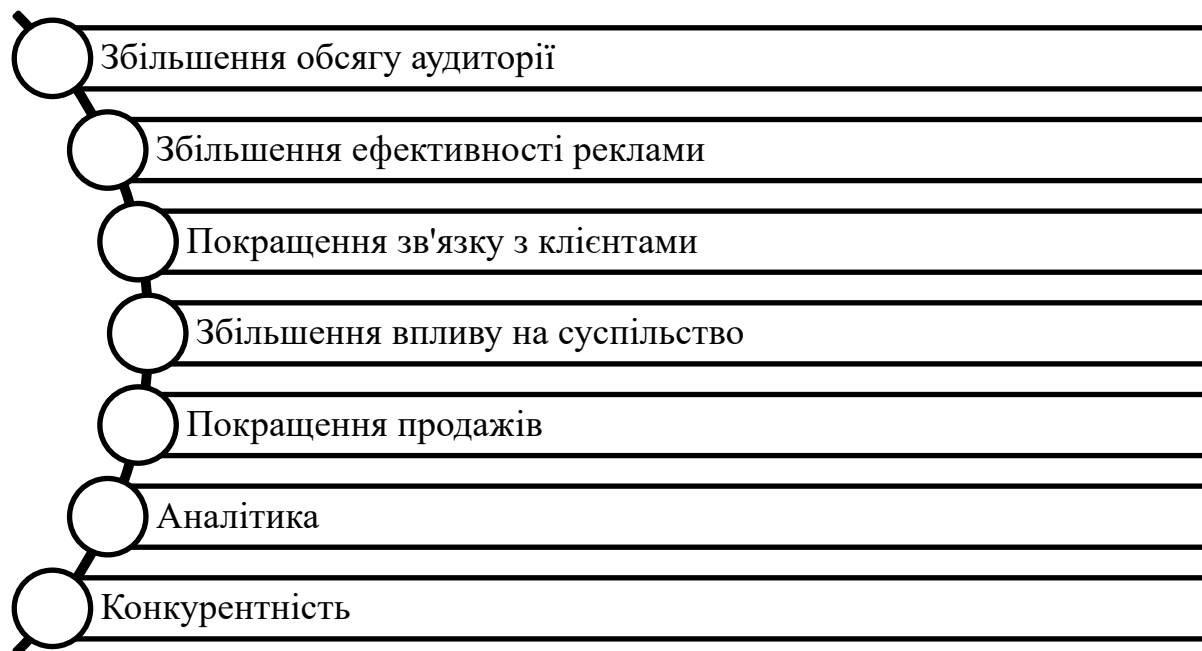 Збільшення обсягу аудиторії
Збільшення ефективності реклами
Покращення зв'язку з клієнтами
Збільшення впливу на суспільство
Покращення продажів
Аналітика
Конкурентність